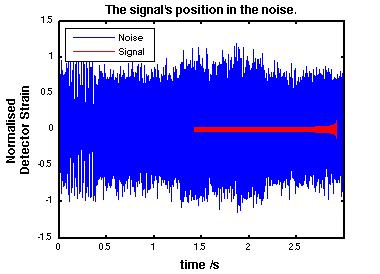 The signal's position in the noise.
1.5
Noise
Signal
1
0.5
0
-0.5
-1
-1.5
Normalised
Detector Strain
0 0.5 1 1.5 2 2.5
time /s